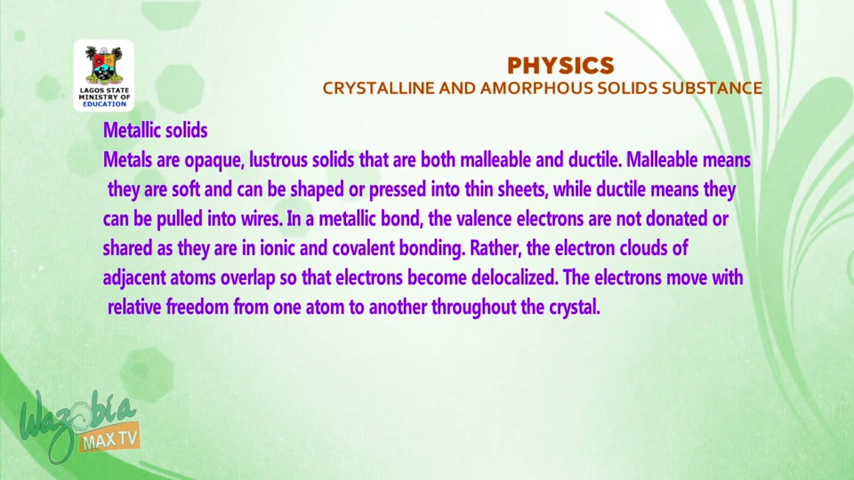 LAGOS STATE
MINISTRY OF
EDUCATION
PHYSICS
CRYSTALLINE AND AMORPHOUS SOLIDS SUBSTANCE
Metallic solids
Metals are opaque, lustrous solids that are both malleable and ductile. Malleable means
they are soft and can be shaped or pressed into thin sheets, while ductile means they
can be pulled into wires. In a metallic bond, the valence electrons are not donated or
shared as they are in ionic and covalent bonding. Rather, the electron clouds of
adjacent atoms overlap so that electrons become delocalized. The electrons move with
relative freedom from one atom to another throughout the crystal.
Wazobia
MAX TV